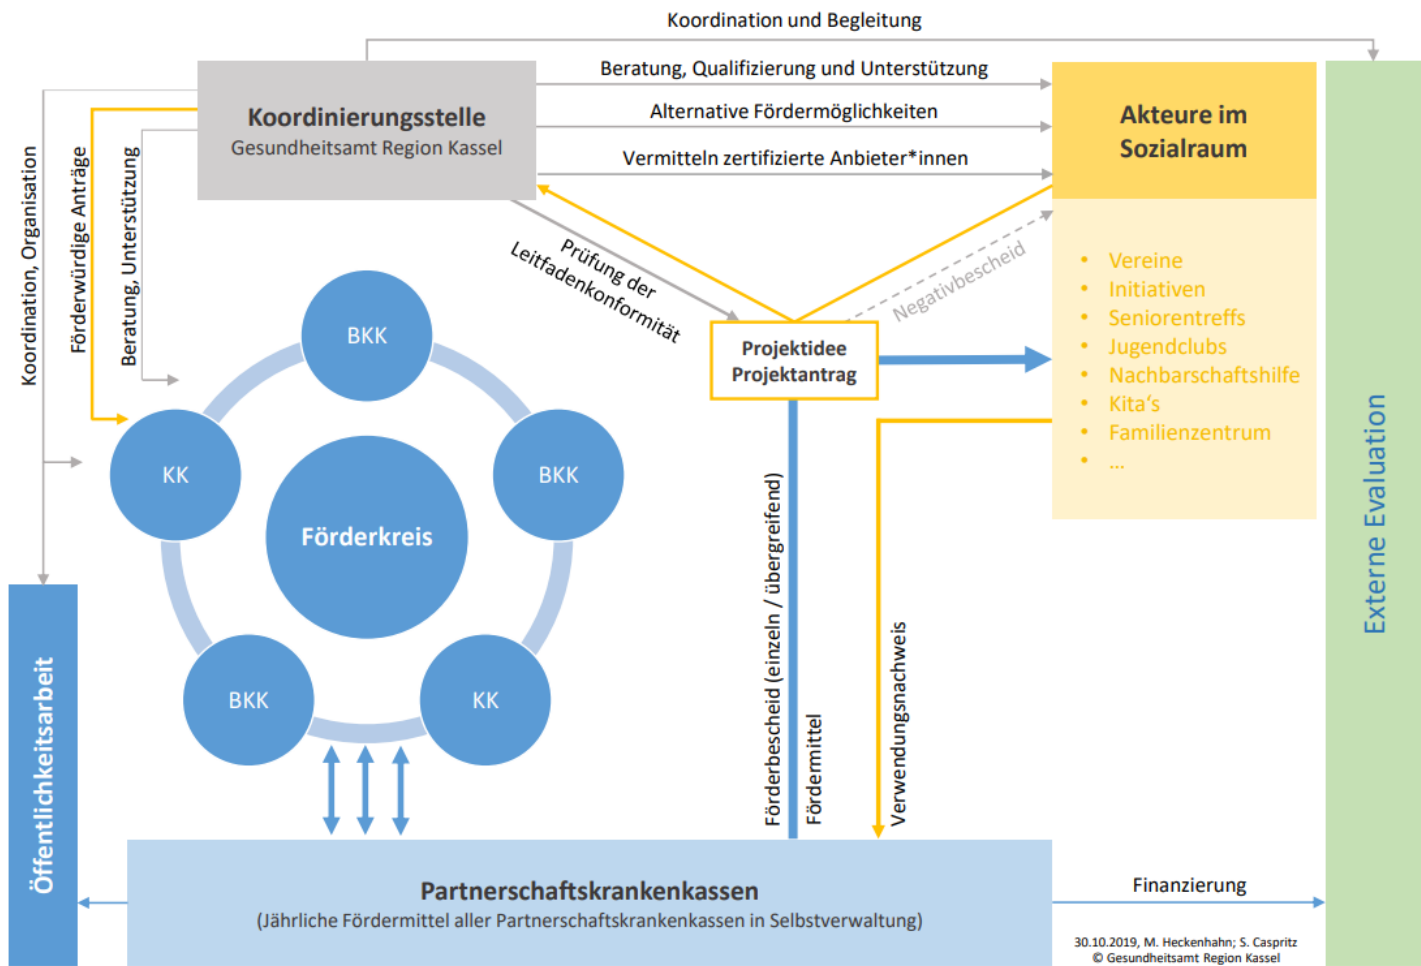 Koordination und Begleitung
Beratung, Qualifizierung und Unterstützung
Koordinierungsstelle
Gesundheitsamt Region Kassel
Alternative Fördermöglichkeiten
Vermitteln zertifizierte Anbieter*innen
Akteure im
Sozialraum
Koordination, Organisation
Förderwürdige Anträge
Beratung, Unterstützung
Prüfung der
Leitfadenkonformität
Negativbescheid
Projektidee
Projektantrag
• Vereine
• Initiativen
• Seniorentreffs
• Jugendclubs
• Nachbarschaftshilfe
• Kita's
• Familienzentrum
• ...
BKK
KK
BKK
Förderkreis
BKK
KK
Förderbescheid (einzeln / übergreifend)
Fördermittel
Verwendungsnachweis
Externe Evaluation
Öffentlichkeitsarbeit
Partnerschaftskrankenkassen
(Jährliche Fördermittel aller Partnerschaftskrankenkassen in Selbstverwaltung)
Finanzierung
30.10.2019, M. Heckenhahn; S. Caspritz
© Gesundheitsamt Region Kassel